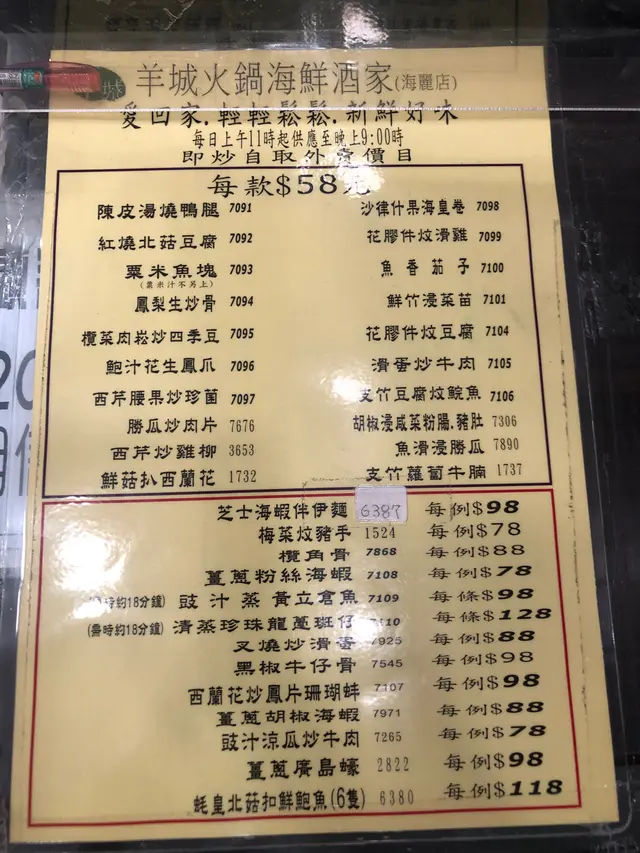 羊城火鍋海鮮酒家(海麗店)
愛回家.輕輕鬆鬆.新鮮好味
每日上午11時起供應至晚上9:00時
即炒自取外賣價目
每款$58元
陳皮湯燒鴨腿 7091
紅燒北菇豆腐 7092
粟米魚塊 7093
(粟米汁不另上)
鳳梨生炒骨 7094
欖菜肉崧炒四季豆 7095
鮑汁花生鳳爪 7096
西芹腰果炒珍菌 7097
勝瓜炒肉片 7676
西芹炒雞柳 3653
鮮菇扒西蘭花 1732
沙律什果海皇卷 7098
花膠件炆滑雞 7099
魚香茄子 7100
鮮竹浸菜苗 7101
花膠件炆豆腐 7104
滑蛋炒牛肉 7105
支竹豆腐炆鯇魚 7106
胡椒浸咸菜粉腸.豬肚 7306
魚滑浸勝瓜 7890
支竹蘿蔔牛腩 1737
芝士海蝦伴伊麵 6387 每例$98
梅菜炆豬手 1524 每例$78
欖角骨 7868 每例$88
薑蔥粉絲海蝦 7108 每例$78
(需時約18分鐘) 豉汁蒸黃立倉魚 7109 每條$98
(需時約18分鐘) 清蒸珍珠龍躉斑仔 7110 每條$128
叉燒炒滑蛋 7925 每例$88
黑椒牛仔骨 7545 每例$98
西蘭花炒鳳片珊瑚蚌 7107 每例$98
薑蔥胡椒海蝦 7971 每例$88
豉汁涼瓜炒牛肉 7265 每例$78
薑蔥廣島蠔 2822 每例$98
蚝皇北菇扣鮮鮑魚(6隻) 6380 每例$118